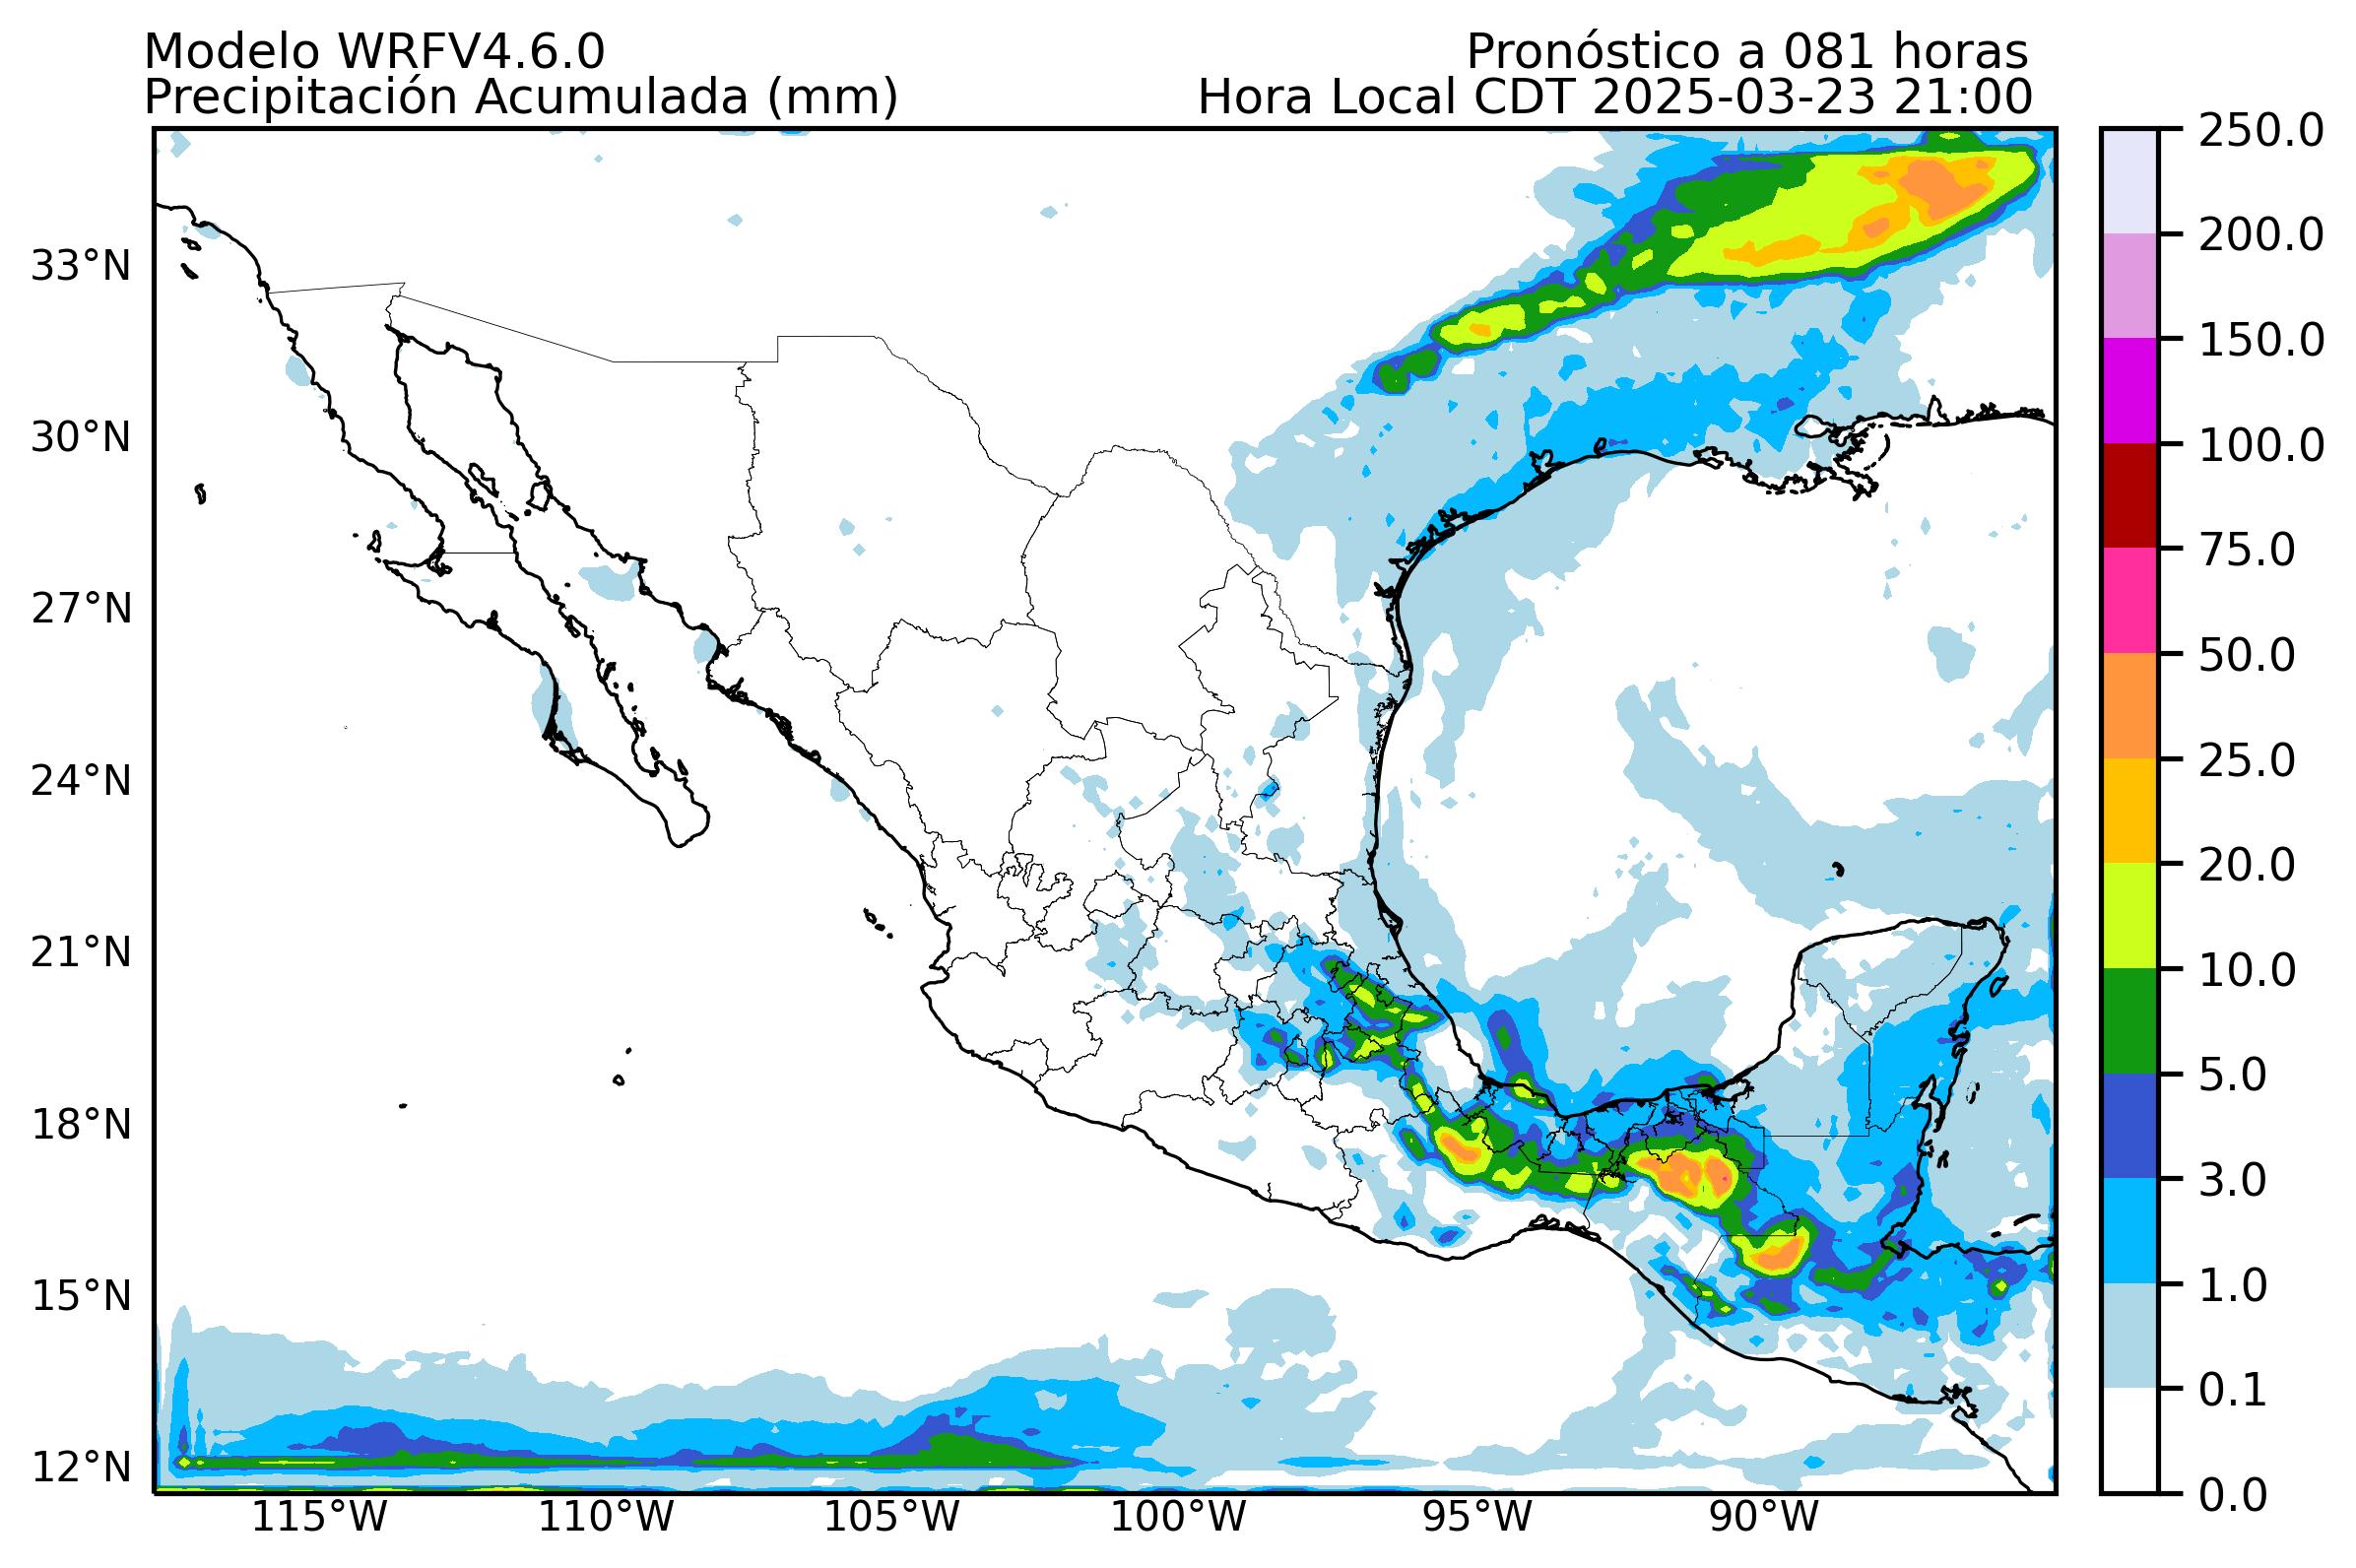 Modelo WRFV4.6.0
Pronóstico a 081 horas
Precipitación Acumulada (mm)
Hora Local CDT 2025-03-23 21:00
250.0
200.0
150.0
100.0
75.0
50.0
25.0
20.0
10.0
5.0
3.0
1.0
0.1
0.0
33°N
30°N
27°N
24°N
21°N
18°N
15°N
12°N
115°W
110°W
105°W
100°W
95°W
90°W